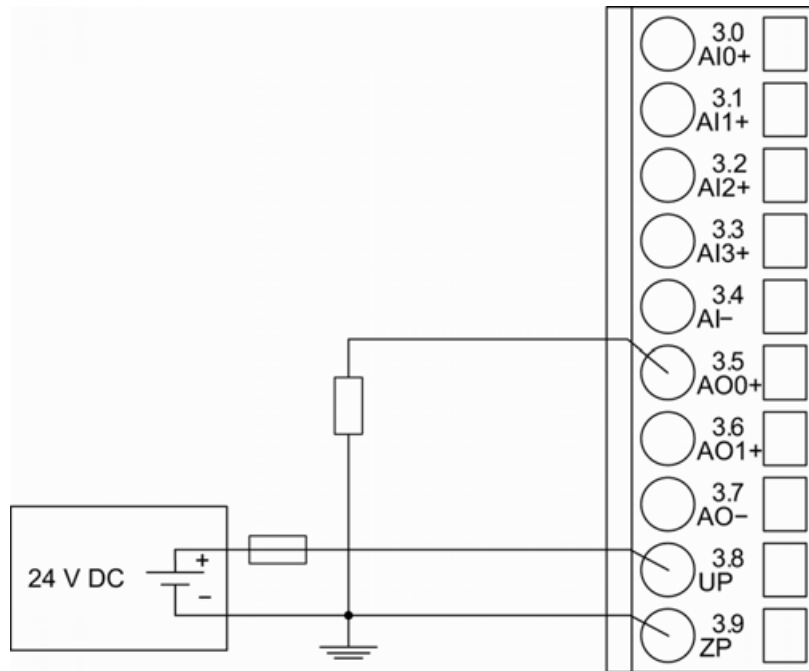 3.0
AI0+
3.1
AI1+
3.2
AI2+
3.3
AI3+
3.4
AI−
3.5
AO0+
3.6
AO1+
3.7
AO−
24 V DC
+
−
3.8
UP
3.9
ZP